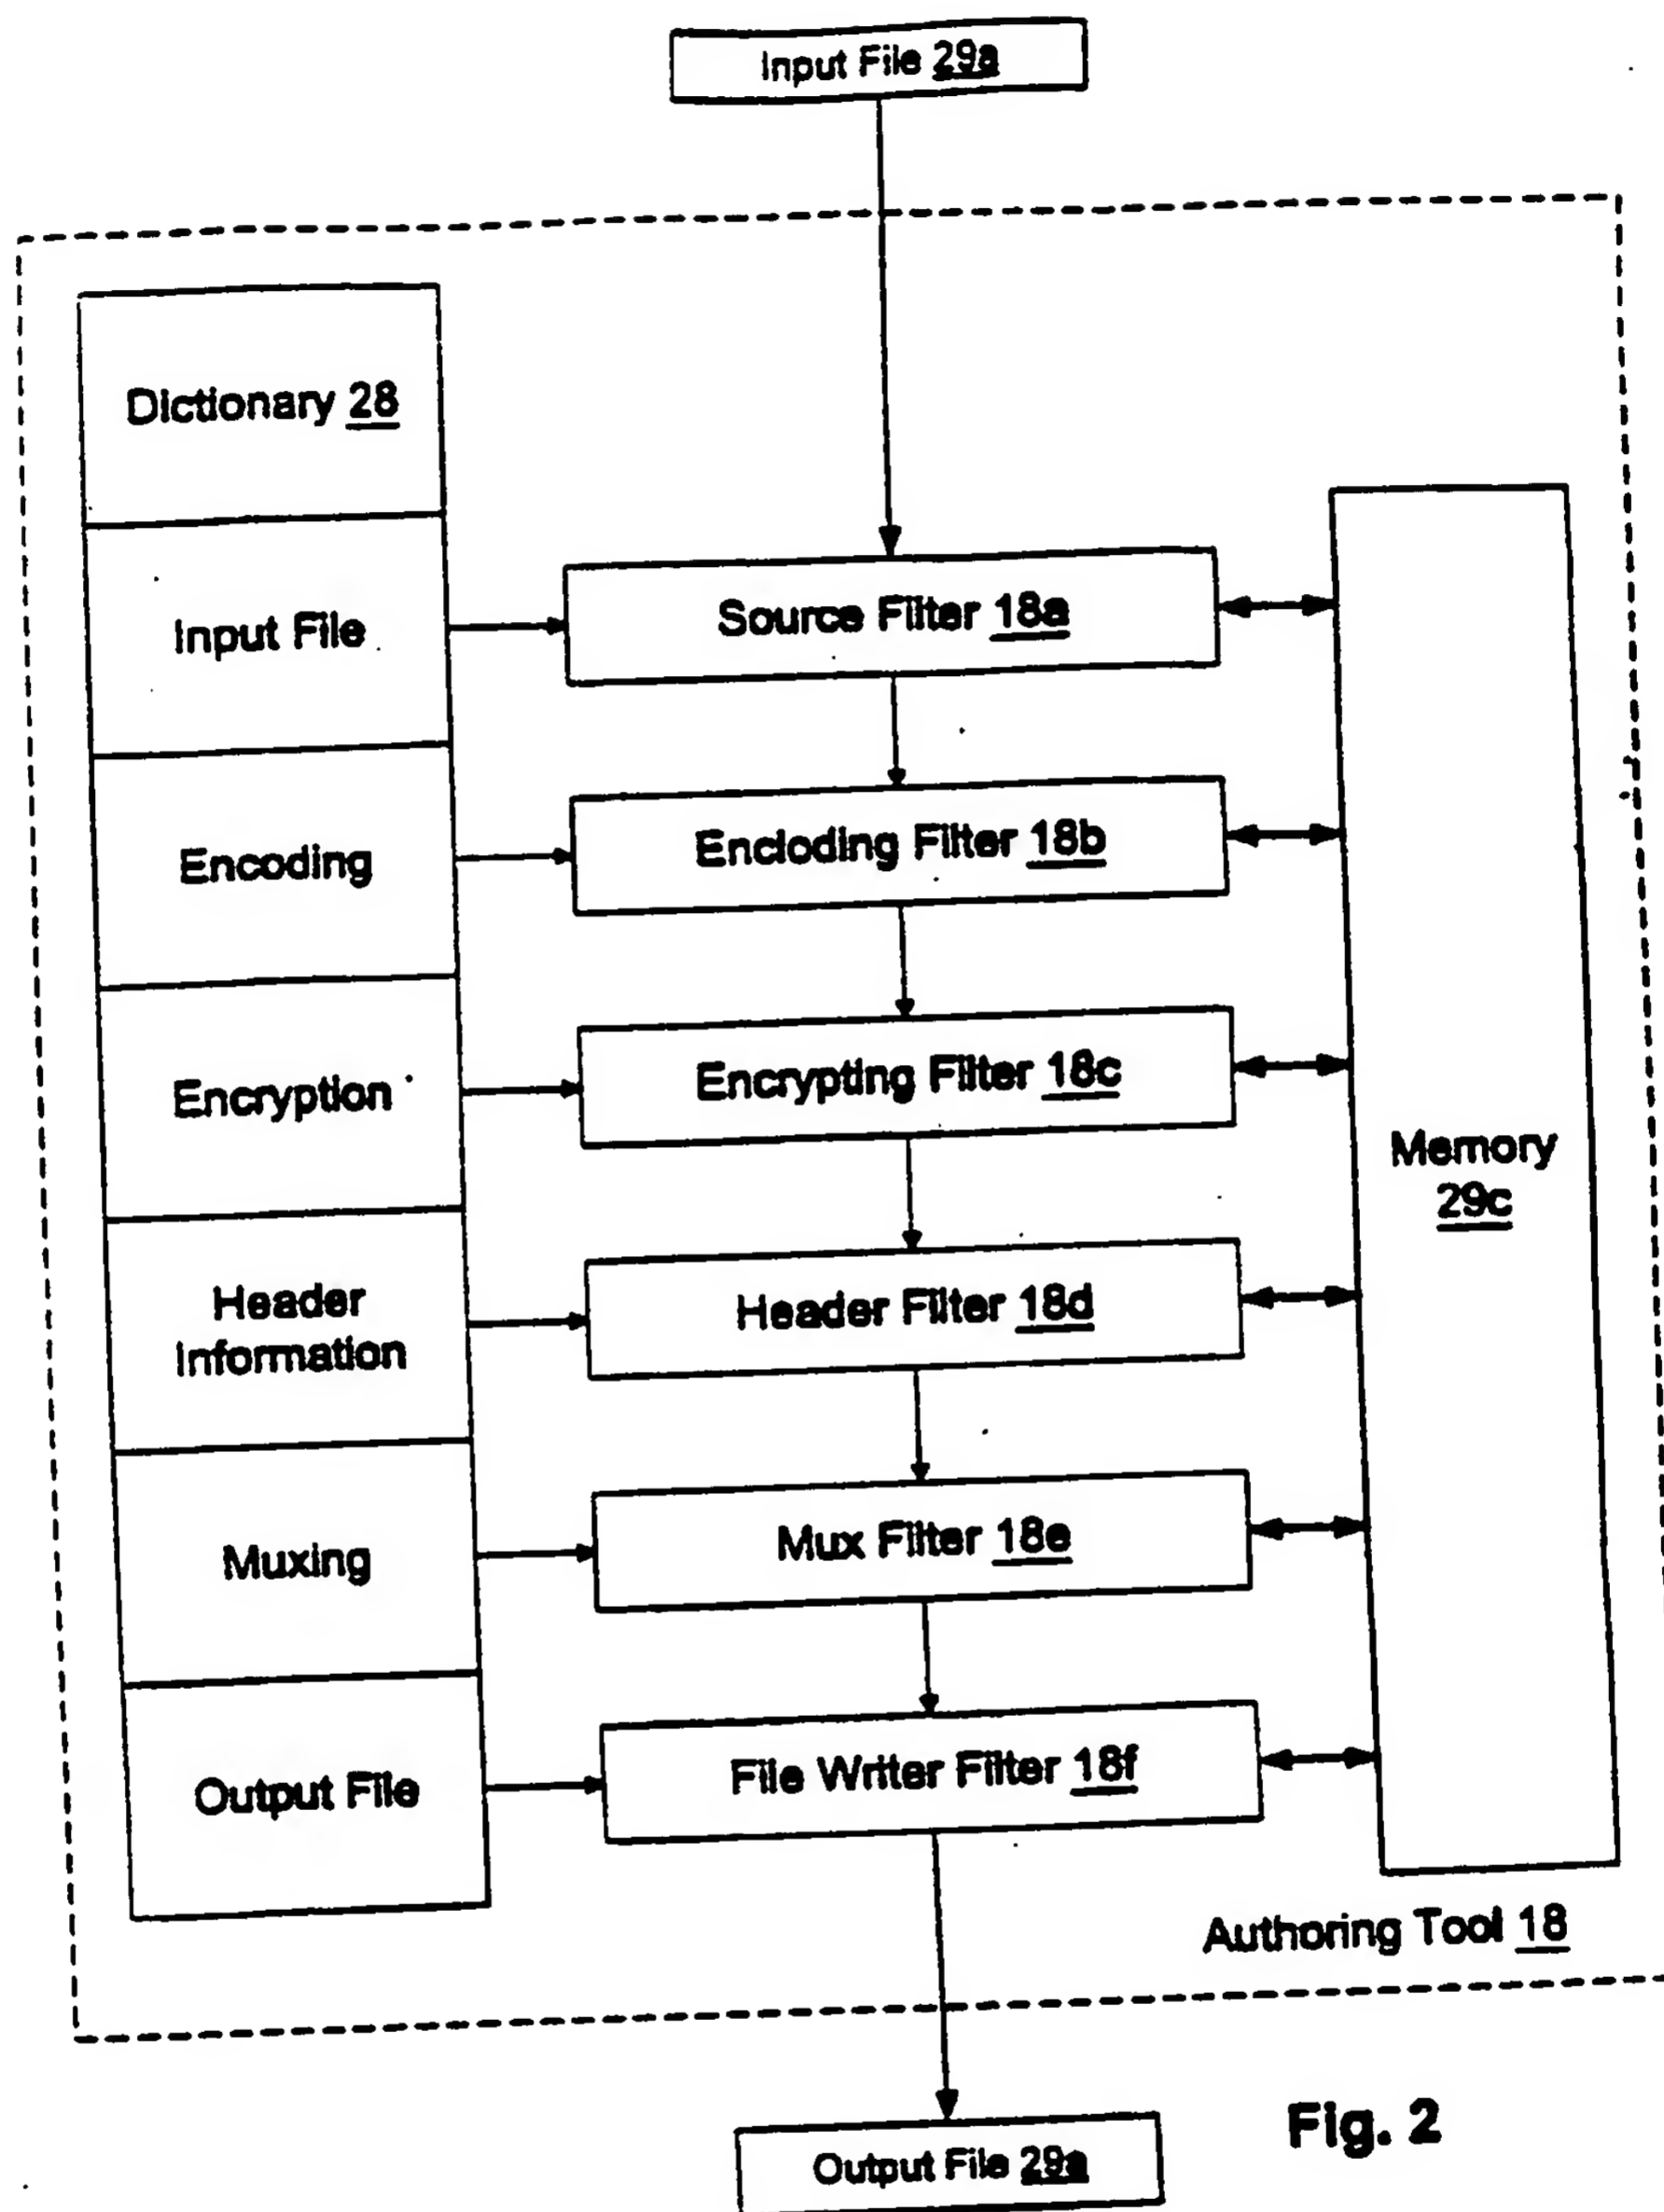 Input File 29a
Dictionary 28
Input File
Source Filter 18a
Encoding
Encloding Filter 18b
Encryption
Encrypting Filter 18c
Memory
29c
Header
Information
Header Filter 18d
Muxing
Mux Filter 18e
Output File
File Writer Filter 18f
Authoring Tool 18
Output File 29a
Fig. 2